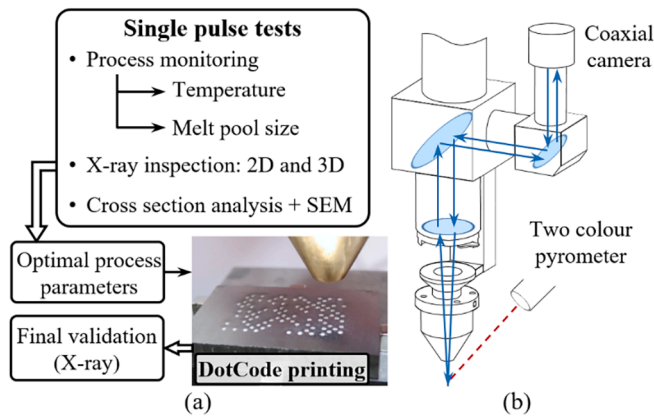 Single pulse tests
• Process monitoring
Temperature
Melt pool size
• X-ray inspection: 2D and 3D
• Cross section analysis + SEM
Optimal process
parameters
Final validation
(X-ray)
DotCode printing
(a)
Coaxial
camera
Two colour
pyrometer
(b)